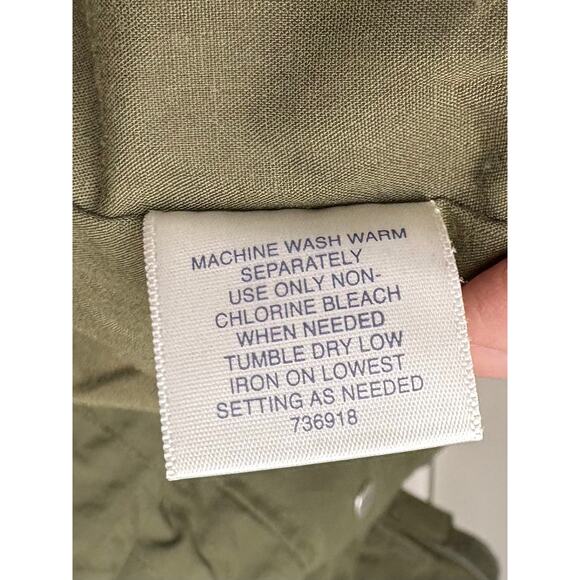 MACHINE WASH WARM
SEPARATELY
USE ONLY NON-
CHLORINE BLEACH
WHEN NEEDED
TUMBLE DRY LOW
IRON ON LOWEST
SETTING AS NEEDED
736918